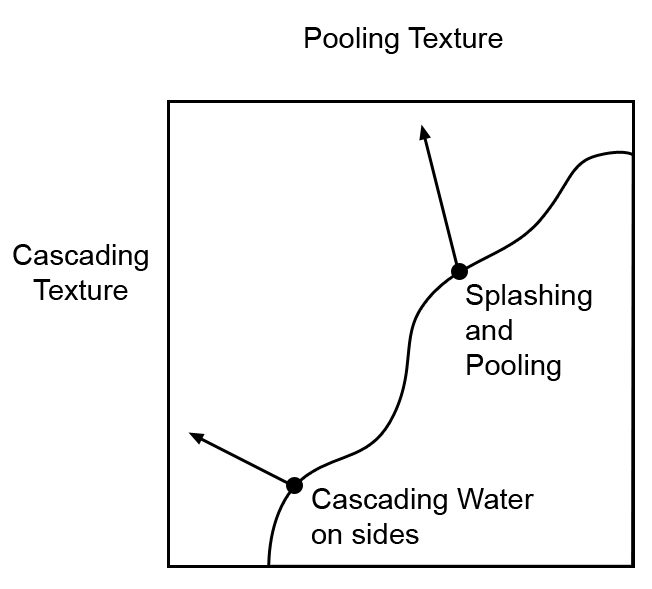 Pooling Texture
Cascading
Texture
Splashing
and
Pooling
Cascading Water
on sides